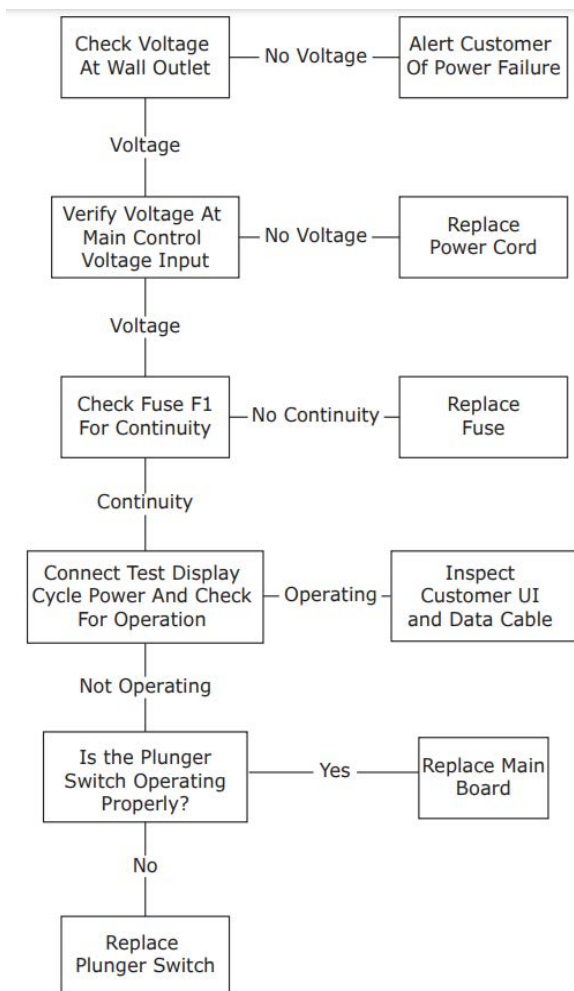 Check Voltage
At Wall Outlet
No Voltage
Alert Customer
Of Power Failure
Voltage
Verify Voltage At
Main Control
Voltage Input
No Voltage
Replace
Power Cord
Voltage
Check Fuse F1
For Continuity
No Continuity
Replace
Fuse
Continuity
Connect Test Display
Cycle Power And Check
For Operation
Operating
Inspect
Customer UI
and Data Cable
Not Operating
Is the Plunger
Switch Operating
Properly?
Yes
Replace Main
Board
No
Replace
Plunger Switch